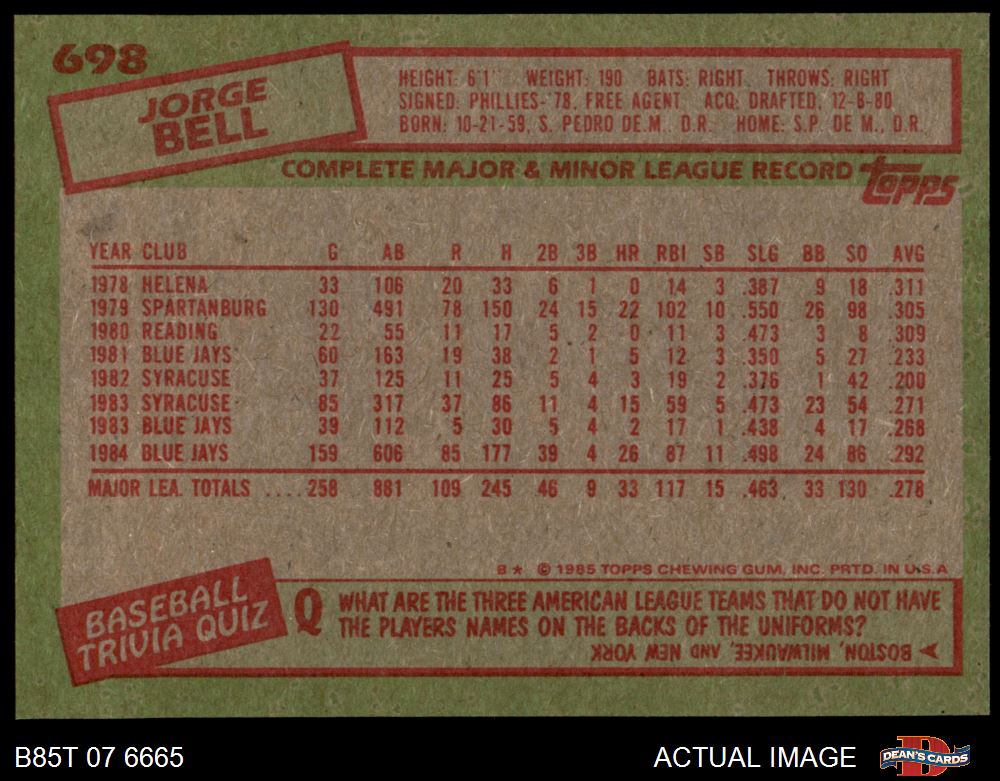 698
JORGE
BELL
HEIGHT: 6'1" WEIGHT: 190 BATS: RIGHT THROWS: RIGHT
SIGNED: PHILLIES-'78, FREE AGENT, ACQ: DRAFTED, 12-8-80
BORN: 10-21-59, S. PEDRO DE.M., D.R. HOME: S.P. DE M., D.R.
COMPLETE MAJOR & MINOR LEAGUE RECORD topps
YEAR CLUB G AB R H 2B 3B HR RBI SB SLG BB SO AVG
1978 HELENA 33 106 20 33 6 1 0 14 3 .387 9 18 .311
1979 SPARTANBURG 130 491 78 150 24 15 22 102 10 .550 26 98 .305
1980 READING 22 55 11 17 5 2 0 11 3 .473 3 8 .309
1981 BLUE JAYS 60 163 19 38 2 1 5 12 3 .350 5 27 .233
1982 SYRACUSE 37 125 11 25 5 4 3 19 2 .376 1 42 .200
1983 SYRACUSE 85 317 37 86 11 4 15 59 5 .473 23 54 .271
1983 BLUE JAYS 39 112 5 30 5 4 2 17 1 .438 4 17 .268
1984 BLUE JAYS 159 606 85 177 39 4 26 87 11 .498 24 86 .292
MAJOR LEA. TOTALS ....258 881 109 245 46 9 33 117 15 .463 33 130 .278
B* © 1985 TOPPS CHEWING GUM, INC. PRTD. IN U.S.A
BASEBALL
TRIVIA QUIZ
Q WHAT ARE THE THREE AMERICAN LEAGUE TEAMS THAT DO NOT HAVE
THE PLAYERS NAMES ON THE BACKS OF THE UNIFORMS?
BOSTON, MILWAUKEE, AND NEW YORK
B85T 07 6665 ACTUAL IMAGE DEAN'S CARDS